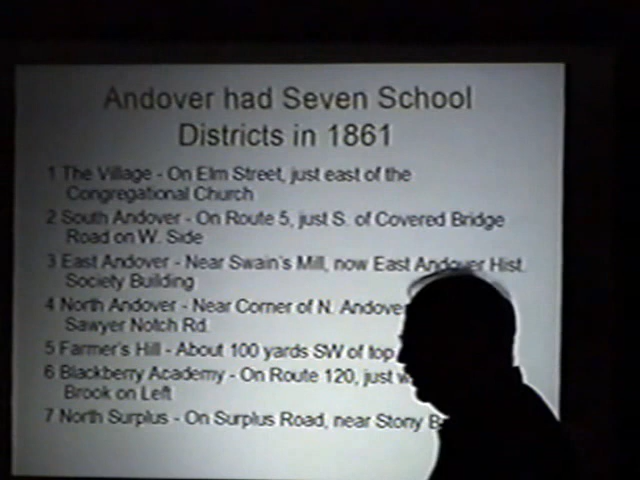 Andover had Seven School
Districts in 1861
1 The Village - On Elm Street, just east of the
Congregational Church
2 South Andover - On Route 5, just S. of Covered Bridge
Road on W. Side
3 East Andover - Near Swain's Mill, now East Andover Hist.
Society Building
4 North Andover - Near Corner of N. Andover
Sawyer Notch Rd.
5 Farmer's Hill - About 100 yards SW of top
6 Blackberry Academy - On Route 120, just
Brook on Left
7 North Surplus - On Surplus Road, near Stony